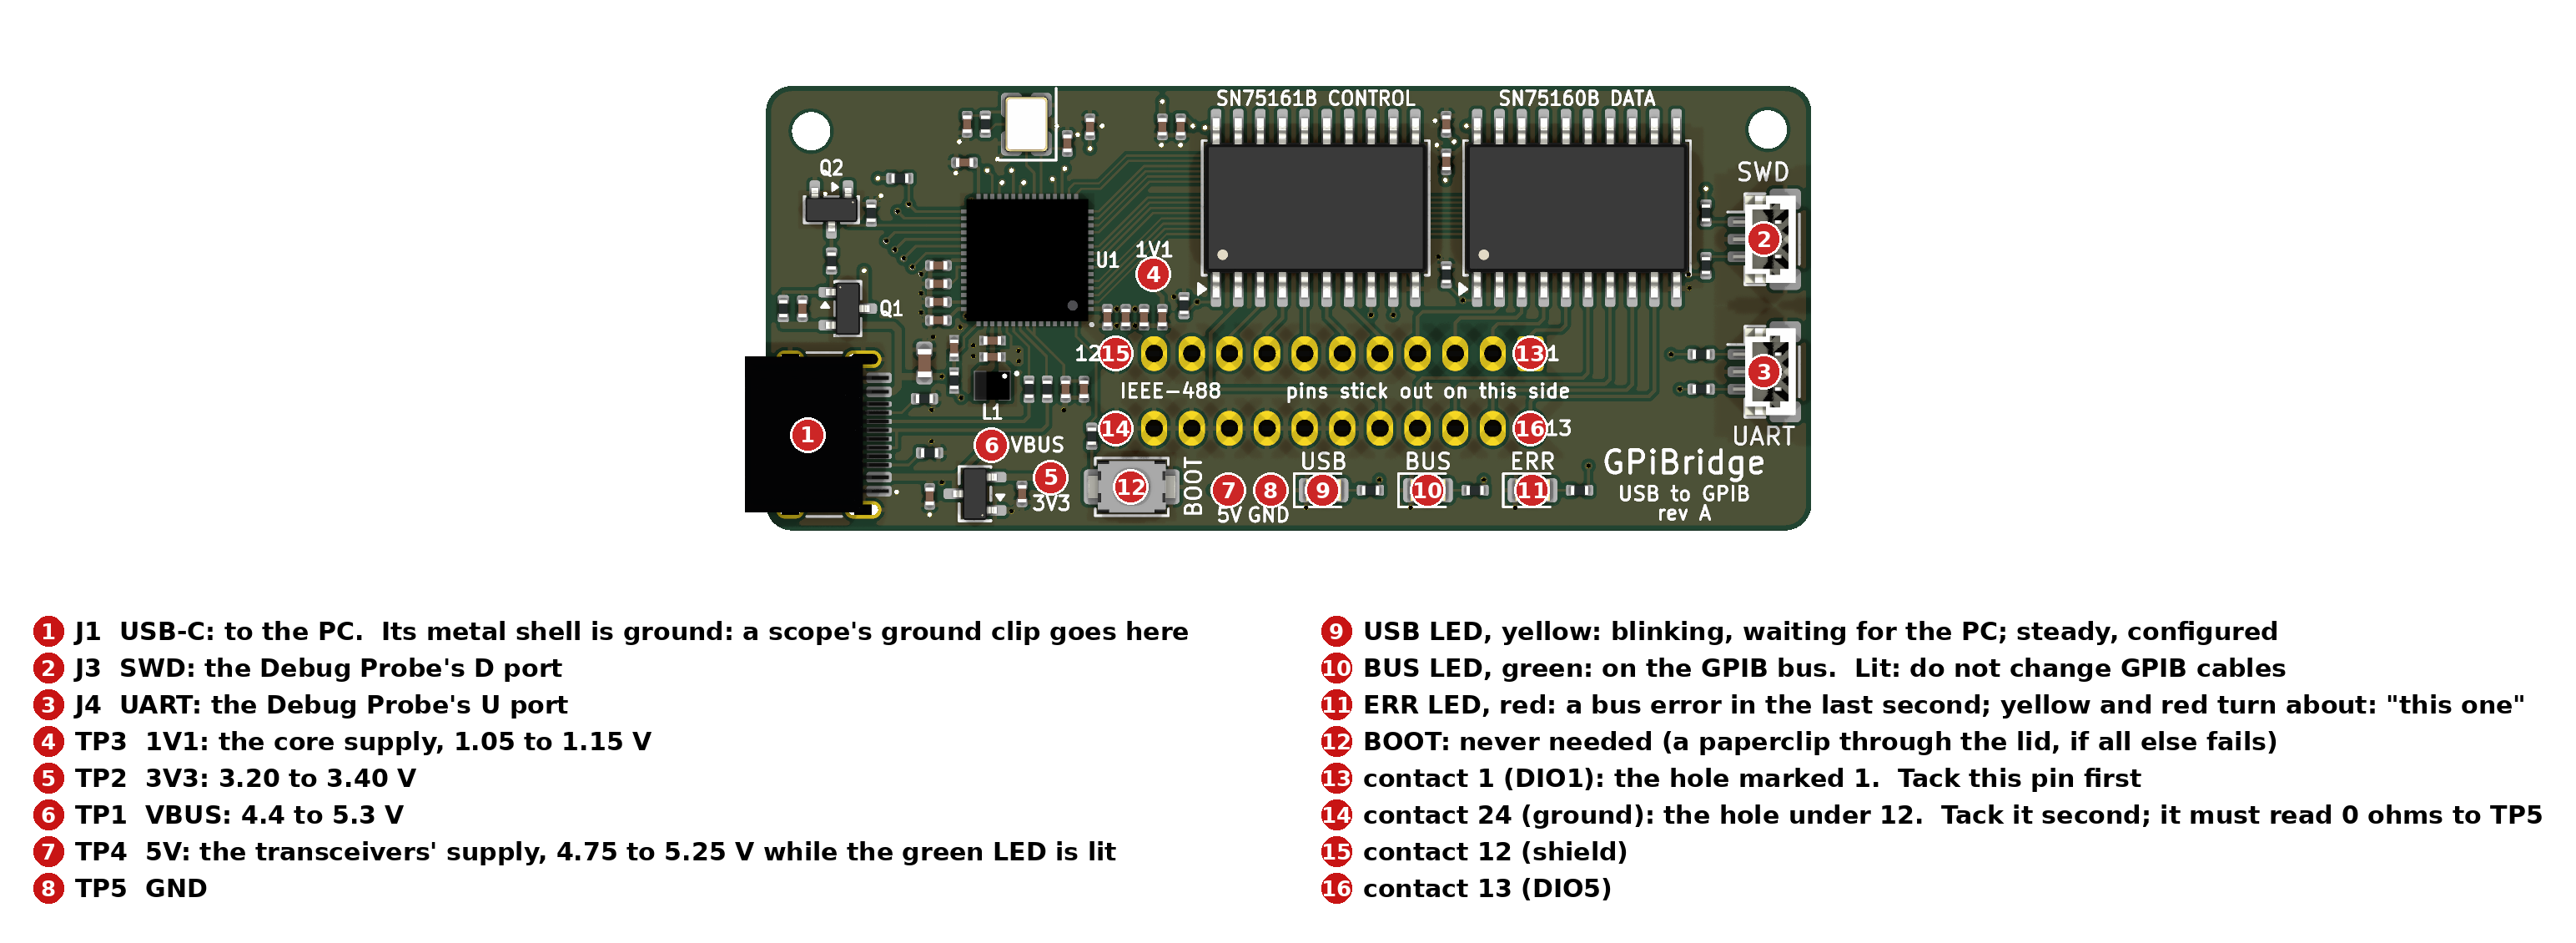 SN75161B CONTROL
SN75160B DATA
Q2
SWD
2
1V1
U1
4
Q1
12
15
13
1
3
IEEE-488
pins stick out on this side
L1
14
16
13
1
6
VBUS
UART
5
3V3
12
BOOT
USB
BUS
ERR
GPiBridge
7
8
9
10
11
USB to GPIB
5V
GND
rev A
1 J1 USB-C: to the PC. Its metal shell is ground: a scope's ground clip goes here
2 J3 SWD: the Debug Probe's D port
3 J4 UART: the Debug Probe's U port
4 TP3 1V1: the core supply, 1.05 to 1.15 V
5 TP2 3V3: 3.20 to 3.40 V
6 TP1 VBUS: 4.4 to 5.3 V
7 TP4 5V: the transceivers' supply, 4.75 to 5.25 V while the green LED is lit
8 TP5 GND
9 USB LED, yellow: blinking, waiting for the PC; steady, configured
10 BUS LED, green: on the GPIB bus. Lit: do not change GPIB cables
11 ERR LED, red: a bus error in the last second; yellow and red turn about: "this one"
12 BOOT: never needed (a paperclip through the lid, if all else fails)
13 contact 1 (DIO1): the hole marked 1. Tack this pin first
14 contact 24 (ground): the hole under 12. Tack it second; it must read 0 ohms to TP5
15 contact 12 (shield)
16 contact 13 (DIO5)